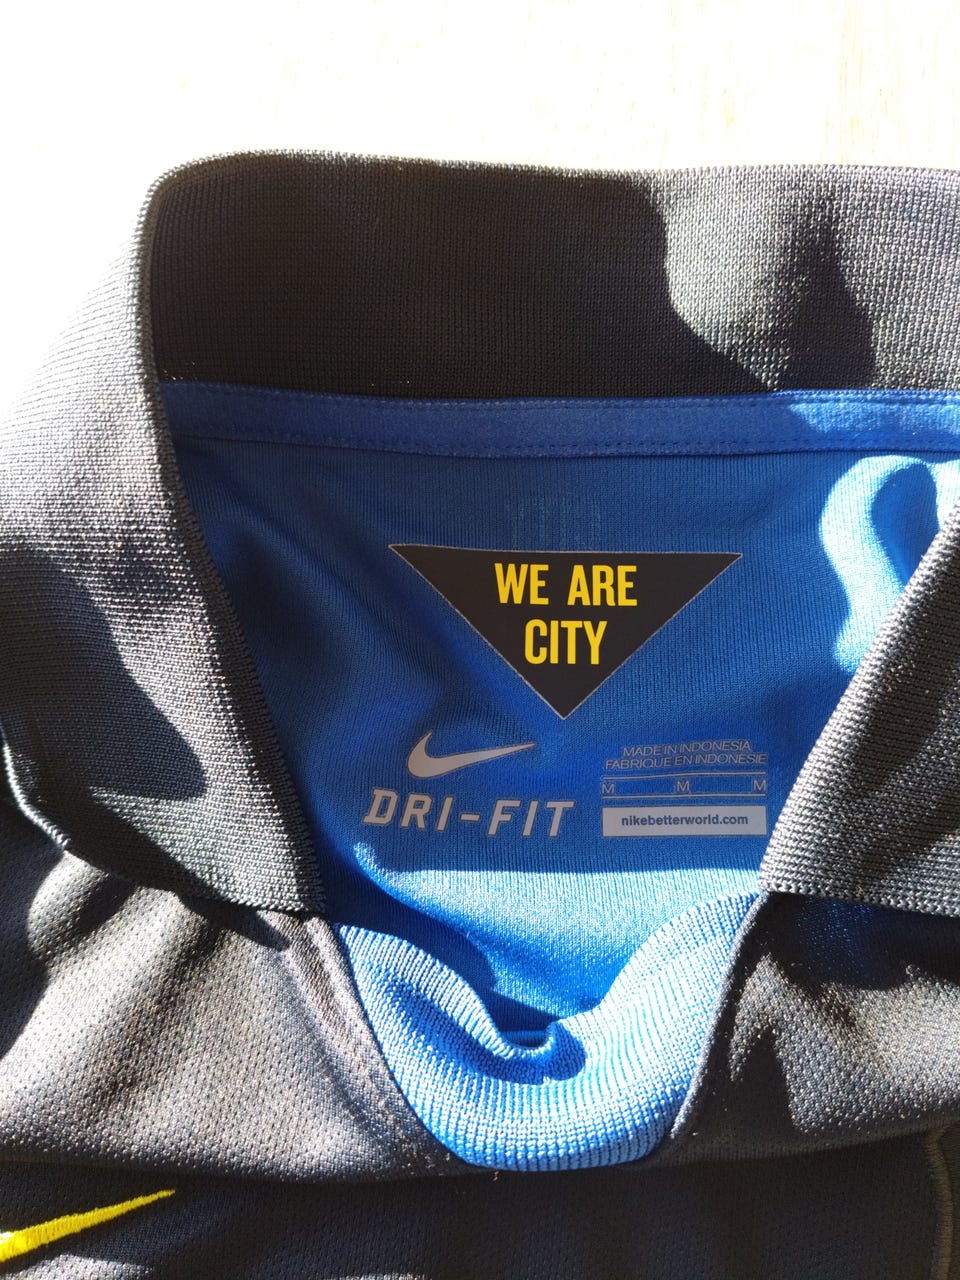 WE ARE
CITY
DRI-FIT
MADE IN INDONESIA
FABRIQUE EN INDONESIE
M M M
nikebetterworld.com